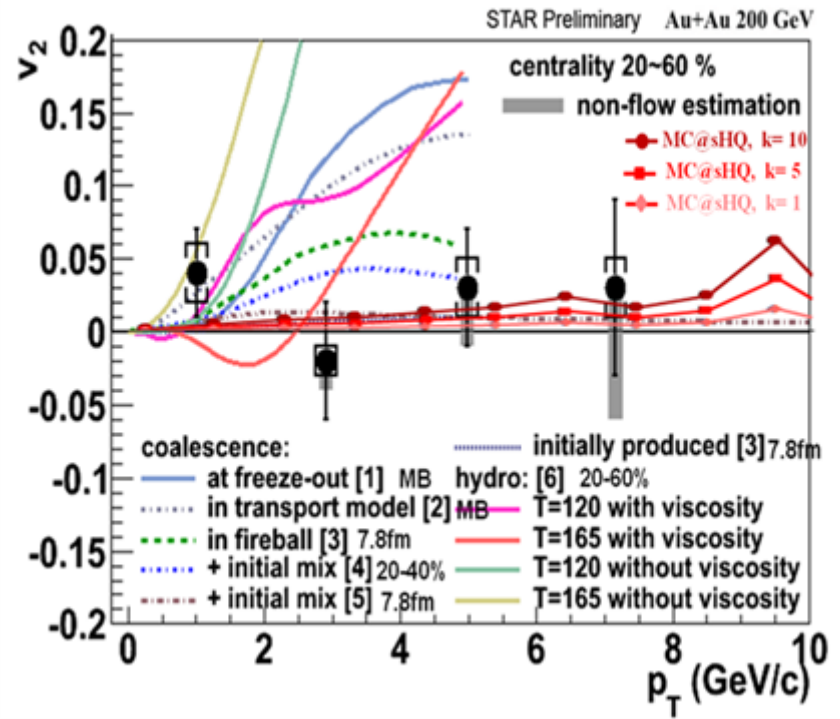 STAR Preliminary Au+Au 200 GeV
centrality 20~60 %
non-flow estimation
MC@sHQ, k= 10
MC@sHQ, k= 5
MC@sHQ, k= 1
v2
0.2
0.15
0.1
0.05
0
-0.05
-0.1
-0.15
-0.2
coalescence:
at freeze-out [1] MB
in transport model [2] MB
in fireball [3] 7.8fm
+ initial mix [4] 20-40%
+ initial mix [5] 7.8fm
initially produced [3] 7.8fm
hydro: [6] 20-60%
T=120 with viscosity
T=165 with viscosity
T=120 without viscosity
T=165 without viscosity
0 2 4 6 8 10
pT (GeV/c)